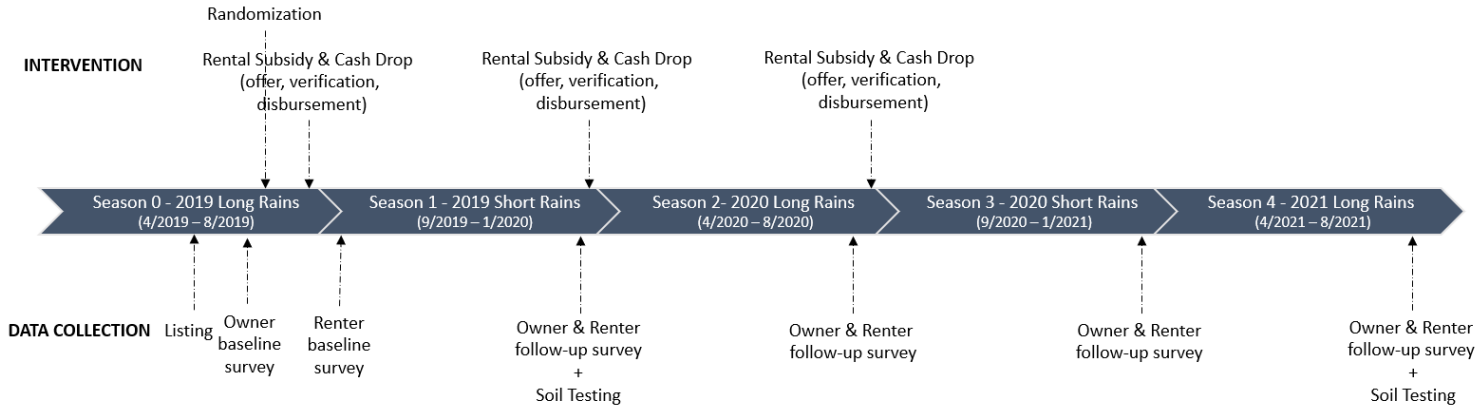 Randomization
INTERVENTION
Rental Subsidy & Cash Drop
(offer, verification,
disbursement)
Rental Subsidy & Cash Drop
(offer, verification,
disbursement)
Rental Subsidy & Cash Drop
(offer, verification,
disbursement)
Season 0 - 2019 Long Rains
(4/2019 – 8/2019)
Season 1 - 2019 Short Rains
(9/2019 – 1/2020)
Season 2- 2020 Long Rains
(4/2020 – 8/2020)
Season 3 - 2020 Short Rains
(9/2020 – 1/2021)
Season 4 - 2021 Long Rains
(4/2021 – 8/2021)
DATA COLLECTION
Listing
Owner
baseline
survey
Renter
baseline
survey
Owner & Renter
follow-up survey
+
Soil Testing
Owner & Renter
follow-up survey
Owner & Renter
follow-up survey
Owner & Renter
follow-up survey
+
Soil Testing